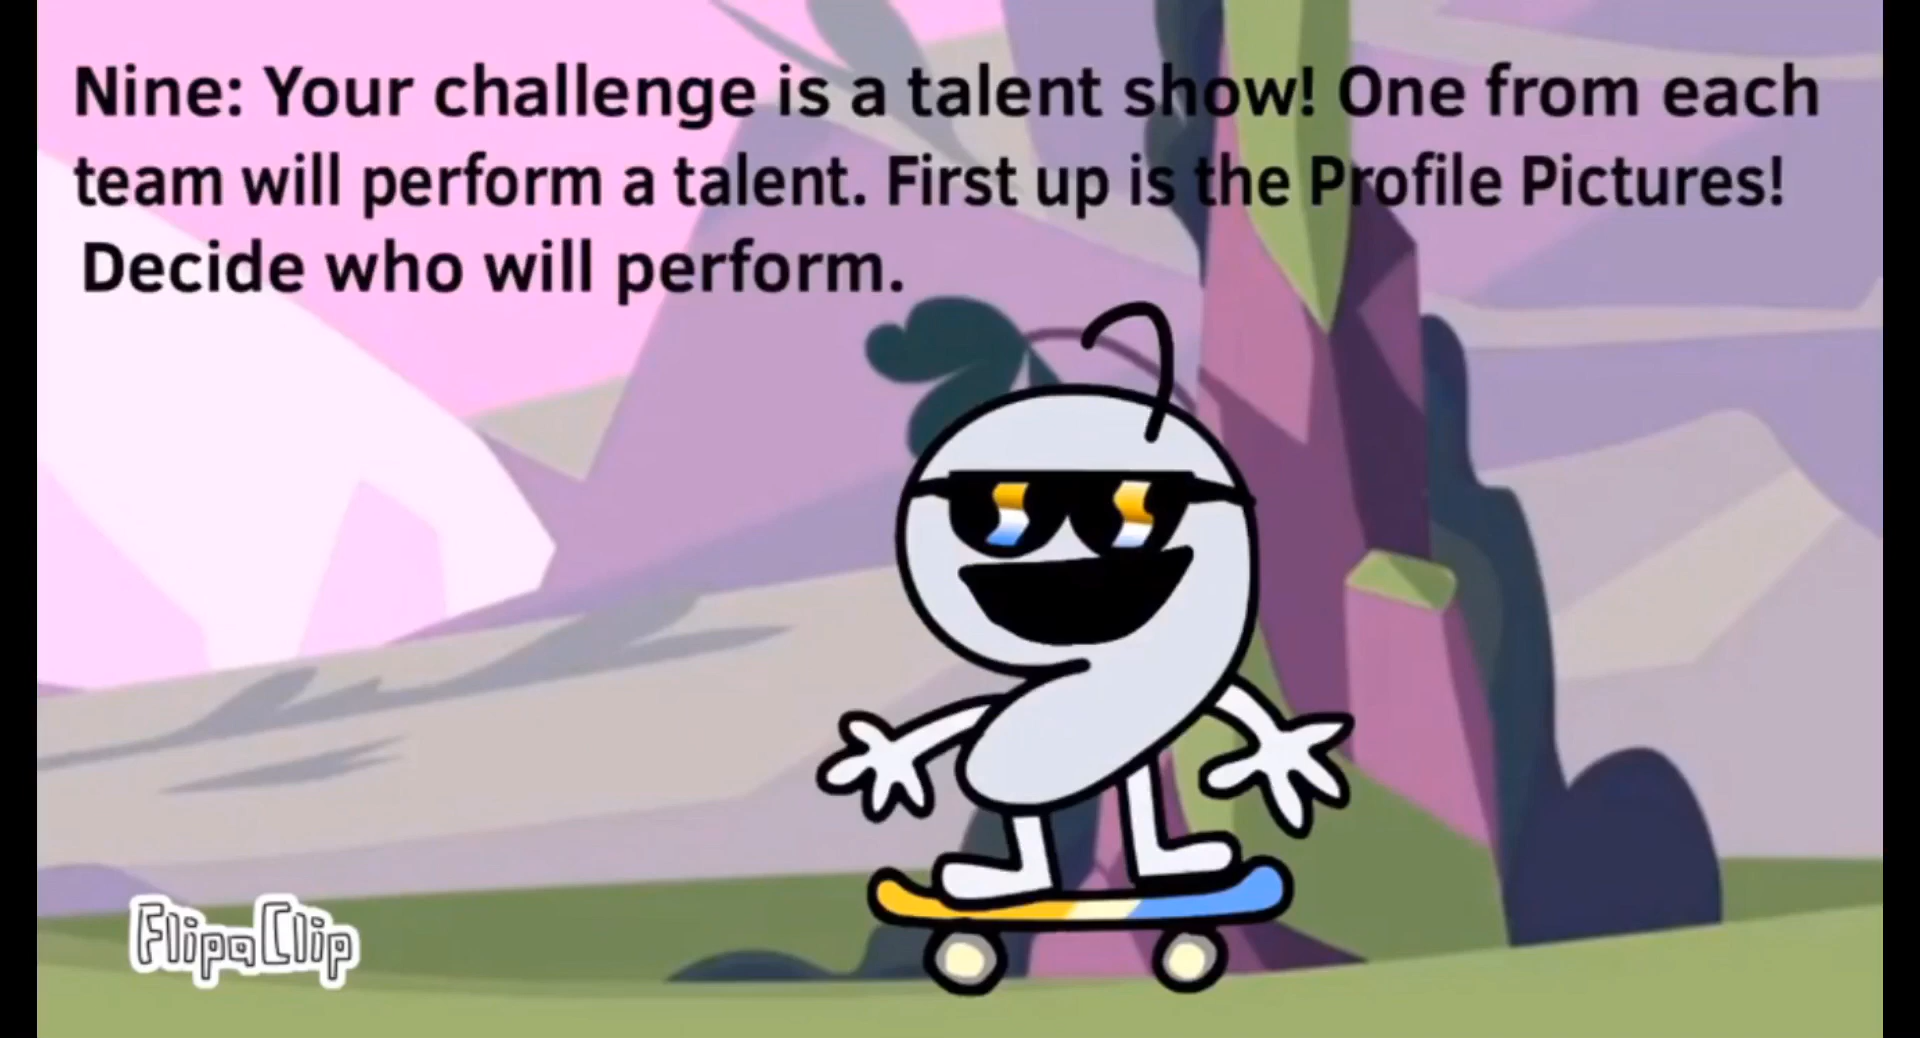 Nine: Your challenge is a talent show! One from each
team will perform a talent. First up is the Profile Pictures!
Decide who will perform.
FlipaClip